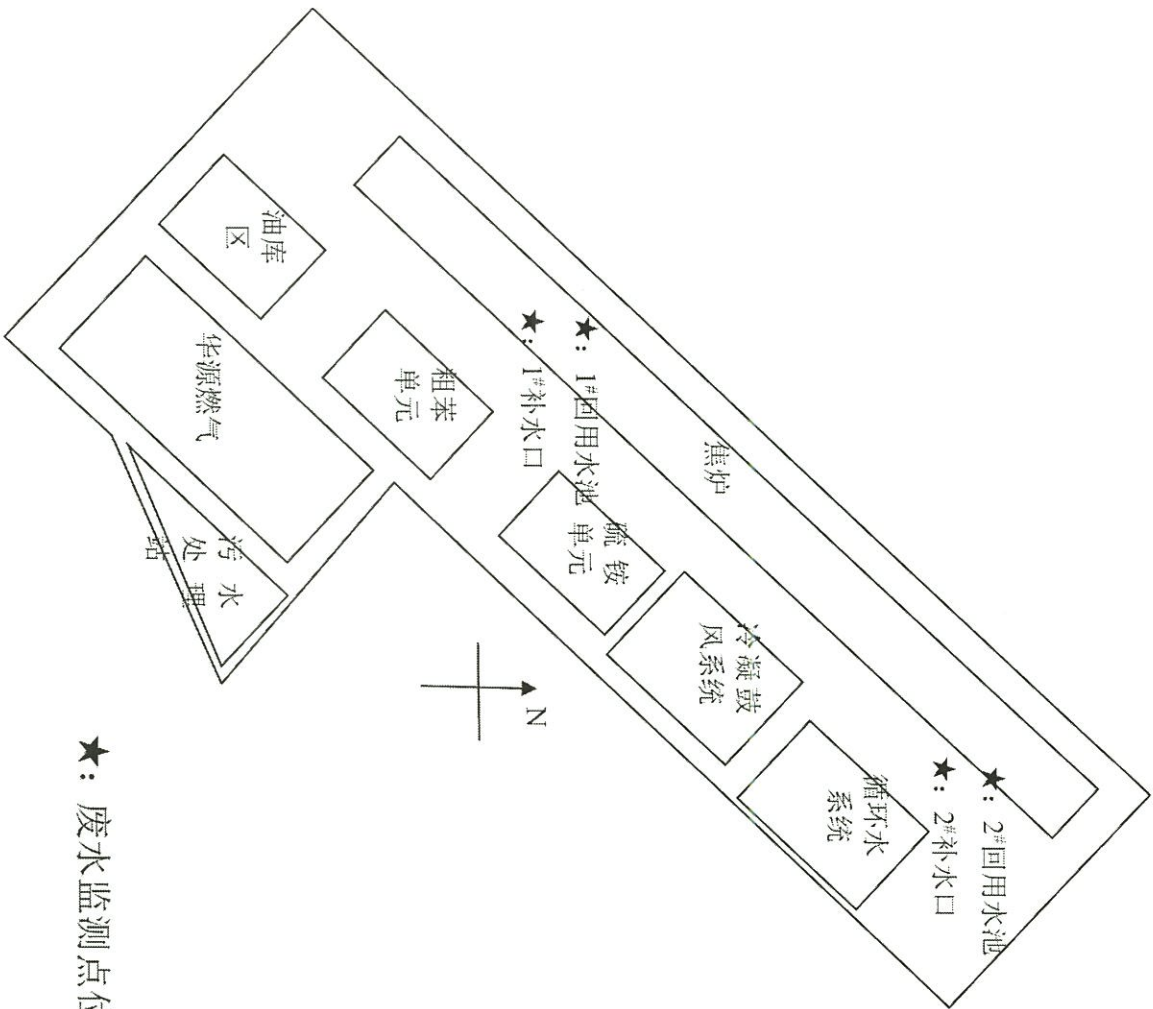 油库
区
华源燃气
粗苯
单元
★：1#回用水池
★：1#补水口
焦炉
硫铵
单元
污水
处理
站
冷凝鼓
风系统
循环水
系统
★：2#回用水池
★：2#补水口
N
★：废水监测点位